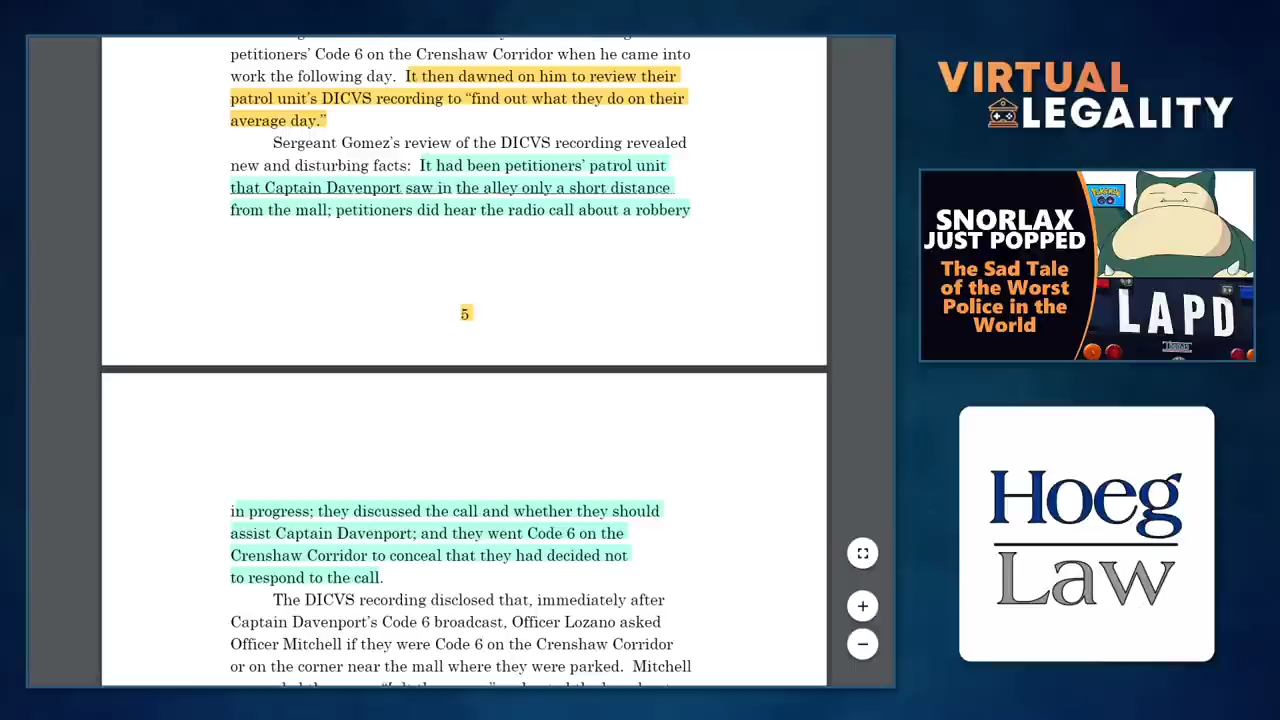 petitioners’ Code 6 on the Crenshaw Corridor when he came into
work the following day.  It then dawned on him to review their
patrol unit’s DICVS recording to “find out what they do on their
average day.”
Sergeant Gomez’s review of the DICVS recording revealed
new and disturbing facts:  It had been petitioners’ patrol unit
that Captain Davenport saw in the alley only a short distance
from the mall; petitioners did hear the radio call about a robbery
5
in progress; they discussed the call and whether they should
assist Captain Davenport; and they went Code 6 on the
Crenshaw Corridor to conceal that they had decided not
to respond to the call.
The DICVS recording disclosed that, immediately after
Captain Davenport’s Code 6 broadcast, Officer Lozano asked
Officer Mitchell if they were Code 6 on the Crenshaw Corridor
or on the corner near the mall where they were parked.  Mitchell
VIRTUAL
LEGALITY
SNORLAX
JUST POPPED
The Sad Tale
of the Worst
Police in the
World
LAPD
Hoeg
Law